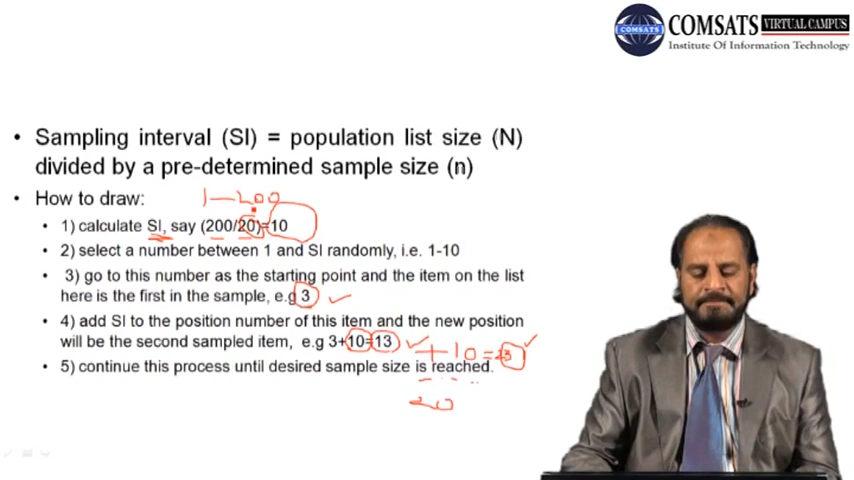 COMSATS VIRTUAL CAMPUS
COMSATS
Institute Of Information Technology
• Sampling interval (SI) = population list size (N)
divided by a pre-determined sample size (n)
• How to draw:
1-200
• 1) calculate SI, say (200/20)=10
• 2) select a number between 1 and SI randomly, i.e. 1-10
• 3) go to this number as the starting point and the item on the list
here is the first in the sample, e.g 3
• 4) add SI to the position number of this item and the new position
will be the second sampled item, e.g 3+10=13
+10=23
• 5) continue this process until desired sample size is reached.
20